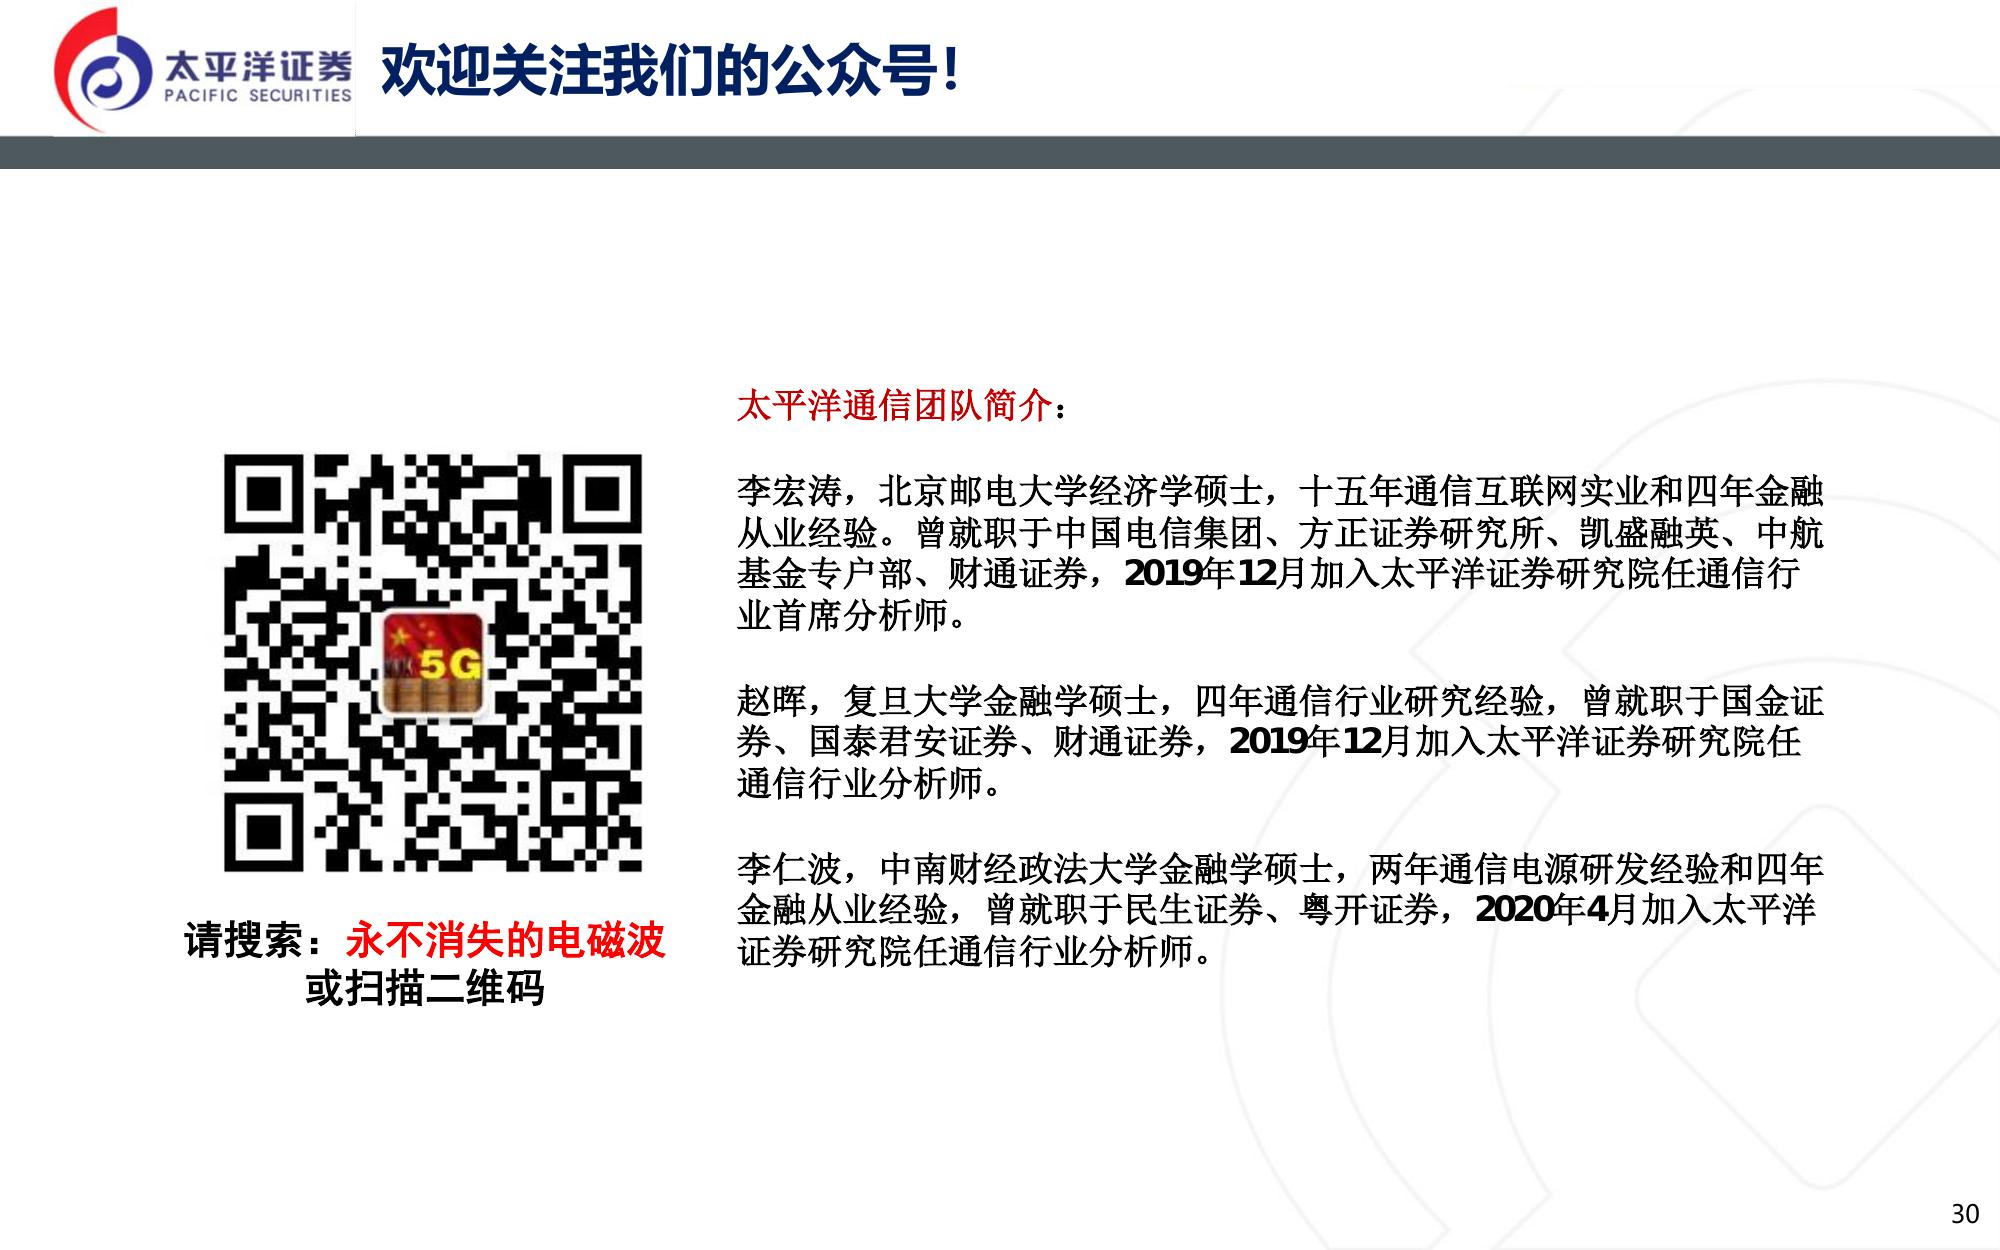 太平洋证券
PACIFIC SECURITIES
欢迎关注我们的公众号！
太平洋通信团队简介：
李宏涛，北京邮电大学经济学硕士，十五年通信互联网实业和四年金融
从业经验。曾就职于中国电信集团、方正证券研究所、凯盛融英、中航
基金专户部、财通证券，2019年12月加入太平洋证券研究院任通信行
业首席分析师。
赵晖，复旦大学金融学硕士，四年通信行业研究经验，曾就职于国金证
券、国泰君安证券、财通证券，2019年12月加入太平洋证券研究院任
通信行业分析师。
李仁波，中南财经政法大学金融学硕士，两年通信电源研发经验和四年
金融从业经验，曾就职于民生证券、粤开证券，2020年4月加入太平洋
证券研究院任通信行业分析师。
5G
请搜索：永不消失的电磁波
或扫描二维码
30